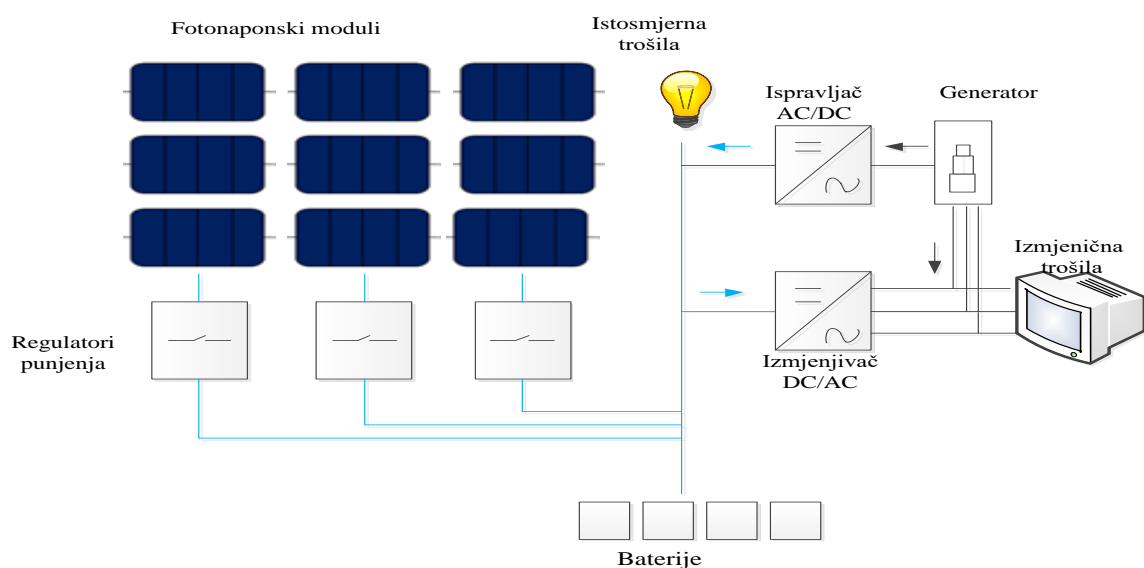 Fotonaponski moduli
Istosmjerna
trošila
Ispravljač
AC/DC
Generator
Izmjenična
trošila
Regulatori
punjenja
Izmjenjivač
DC/AC
Baterije